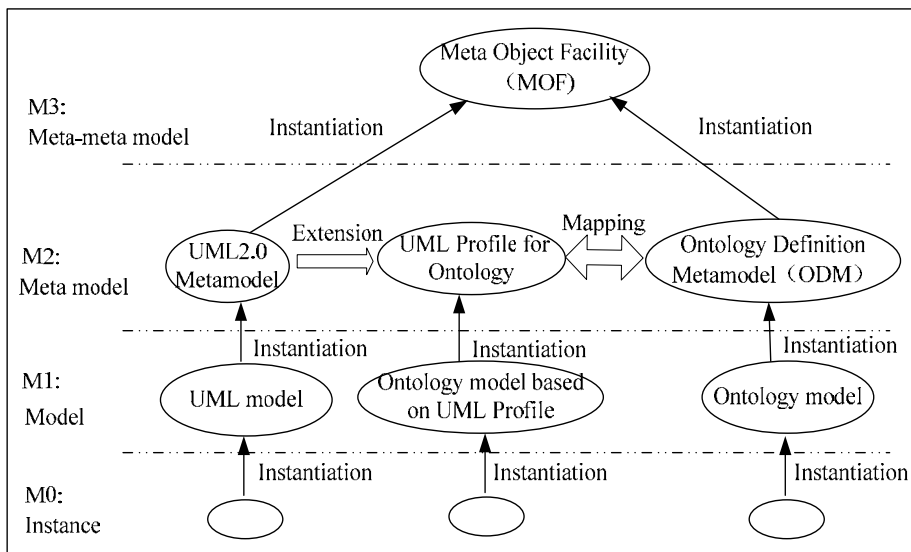 Meta Object Facility
（MOF)
M3:
Meta-meta model
Instantiation
Instantiation
M2:
Meta model
UML2.0
Metamodel
Extension
UML Profile for
Ontology
Mapping
Ontology Definition
Metamodel（ODM）
Instantiation
Instantiation
Instantiation
M1:
Model
UML model
Ontology model based
on UML Profile
Ontology model
Instantiation
Instantiation
Instantiation
M0:
Instance